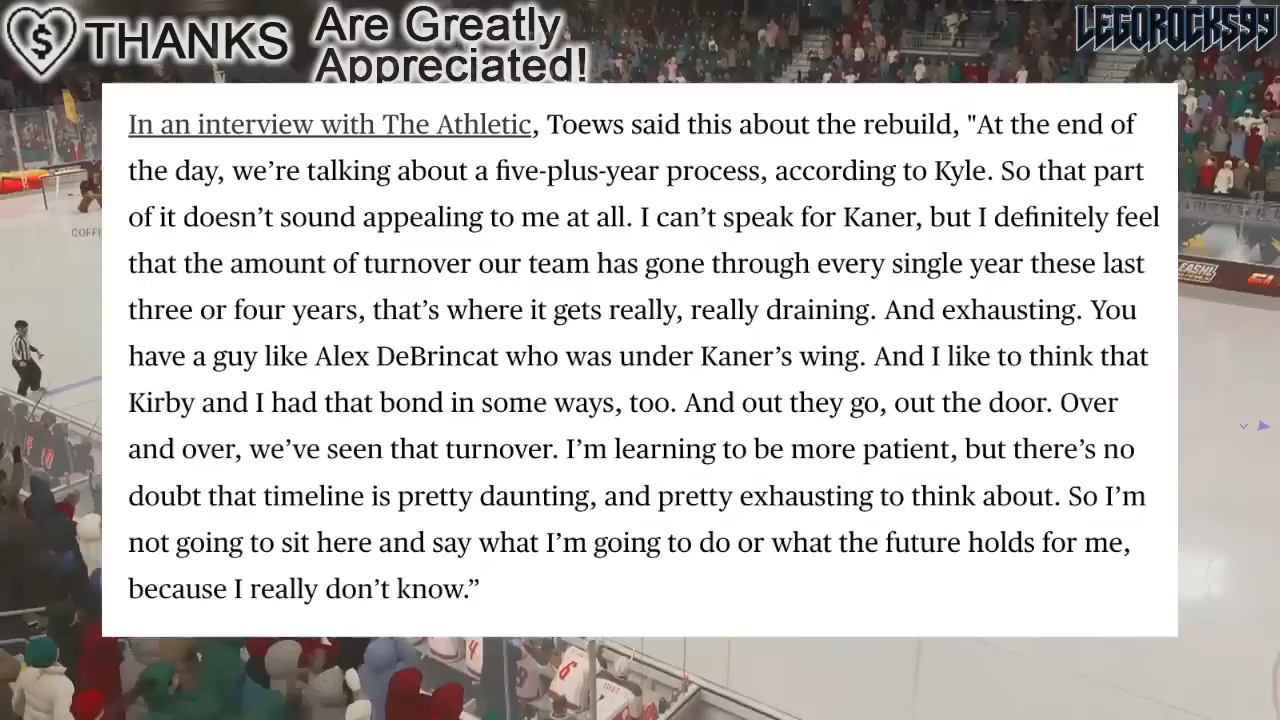 THANKS
Are Greatly
Appreciated!
LEGOROCKS99
In an interview with The Athletic, Toews said this about the rebuild, "At the end of
the day, we’re talking about a five-plus-year process, according to Kyle. So that part
of it doesn’t sound appealing to me at all. I can’t speak for Kaner, but I definitely feel
that the amount of turnover our team has gone through every single year these last
three or four years, that’s where it gets really, really draining. And exhausting. You
have a guy like Alex DeBrincat who was under Kaner’s wing. And I like to think that
Kirby and I had that bond in some ways, too. And out they go, out the door. Over
and over, we’ve seen that turnover. I’m learning to be more patient, but there’s no
doubt that timeline is pretty daunting, and pretty exhausting to think about. So I’m
not going to sit here and say what I’m going to do or what the future holds for me,
because I really don’t know.”
COFFI
4
6